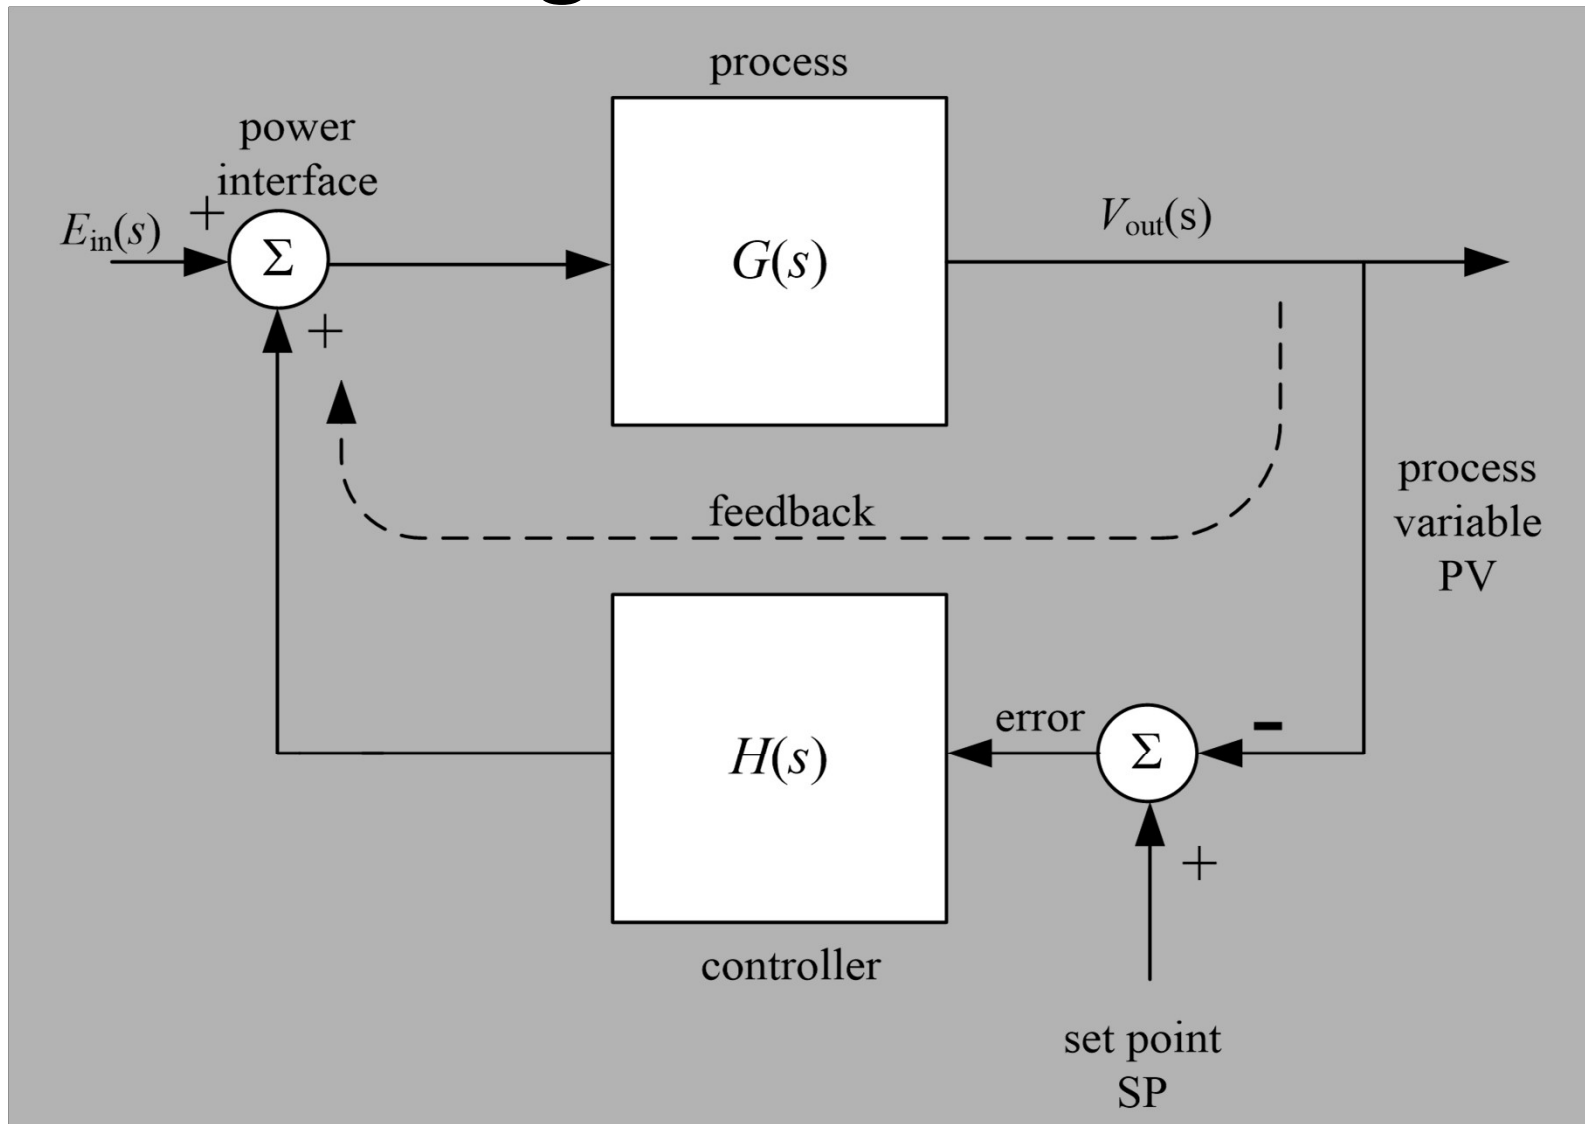 process
power
interface
+
E_in(s)
Σ
G(s)
V_out(s)
+
feedback
process
variable
PV
H(s)
error
Σ
-
+
controller
set point
SP